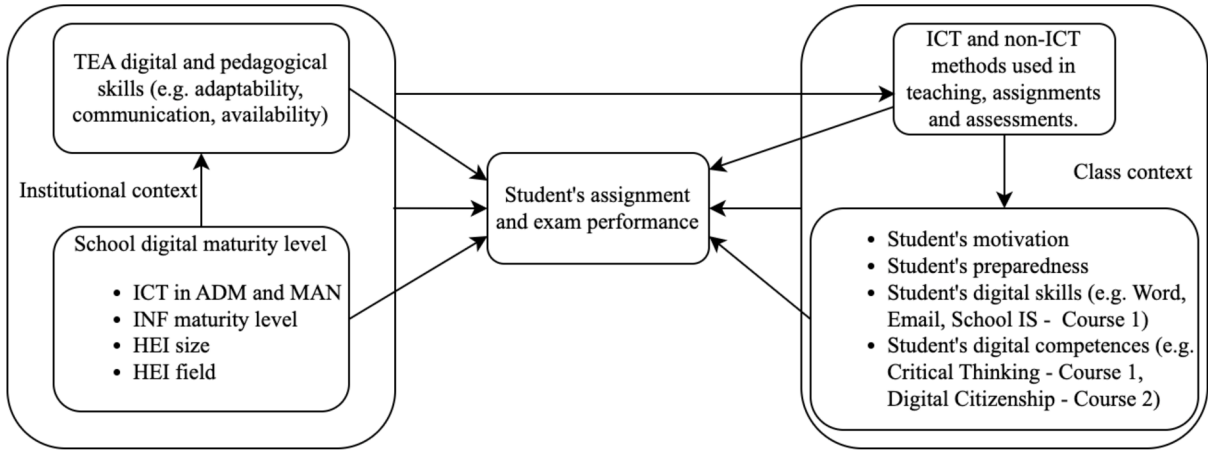 TEA digital and pedagogical
skills (e.g. adaptability,
communication, availability)
Institutional context
School digital maturity level
• ICT in ADM and MAN
• INF maturity level
• HEI size
• HEI field
Student's assignment
and exam performance
ICT and non-ICT
methods used in
teaching, assignments
and assessments.
Class context
• Student's motivation
• Student's preparedness
• Student's digital skills (e.g. Word,
Email, School IS - Course 1)
• Student's digital competences (e.g.
Critical Thinking - Course 1,
Digital Citizenship - Course 2)